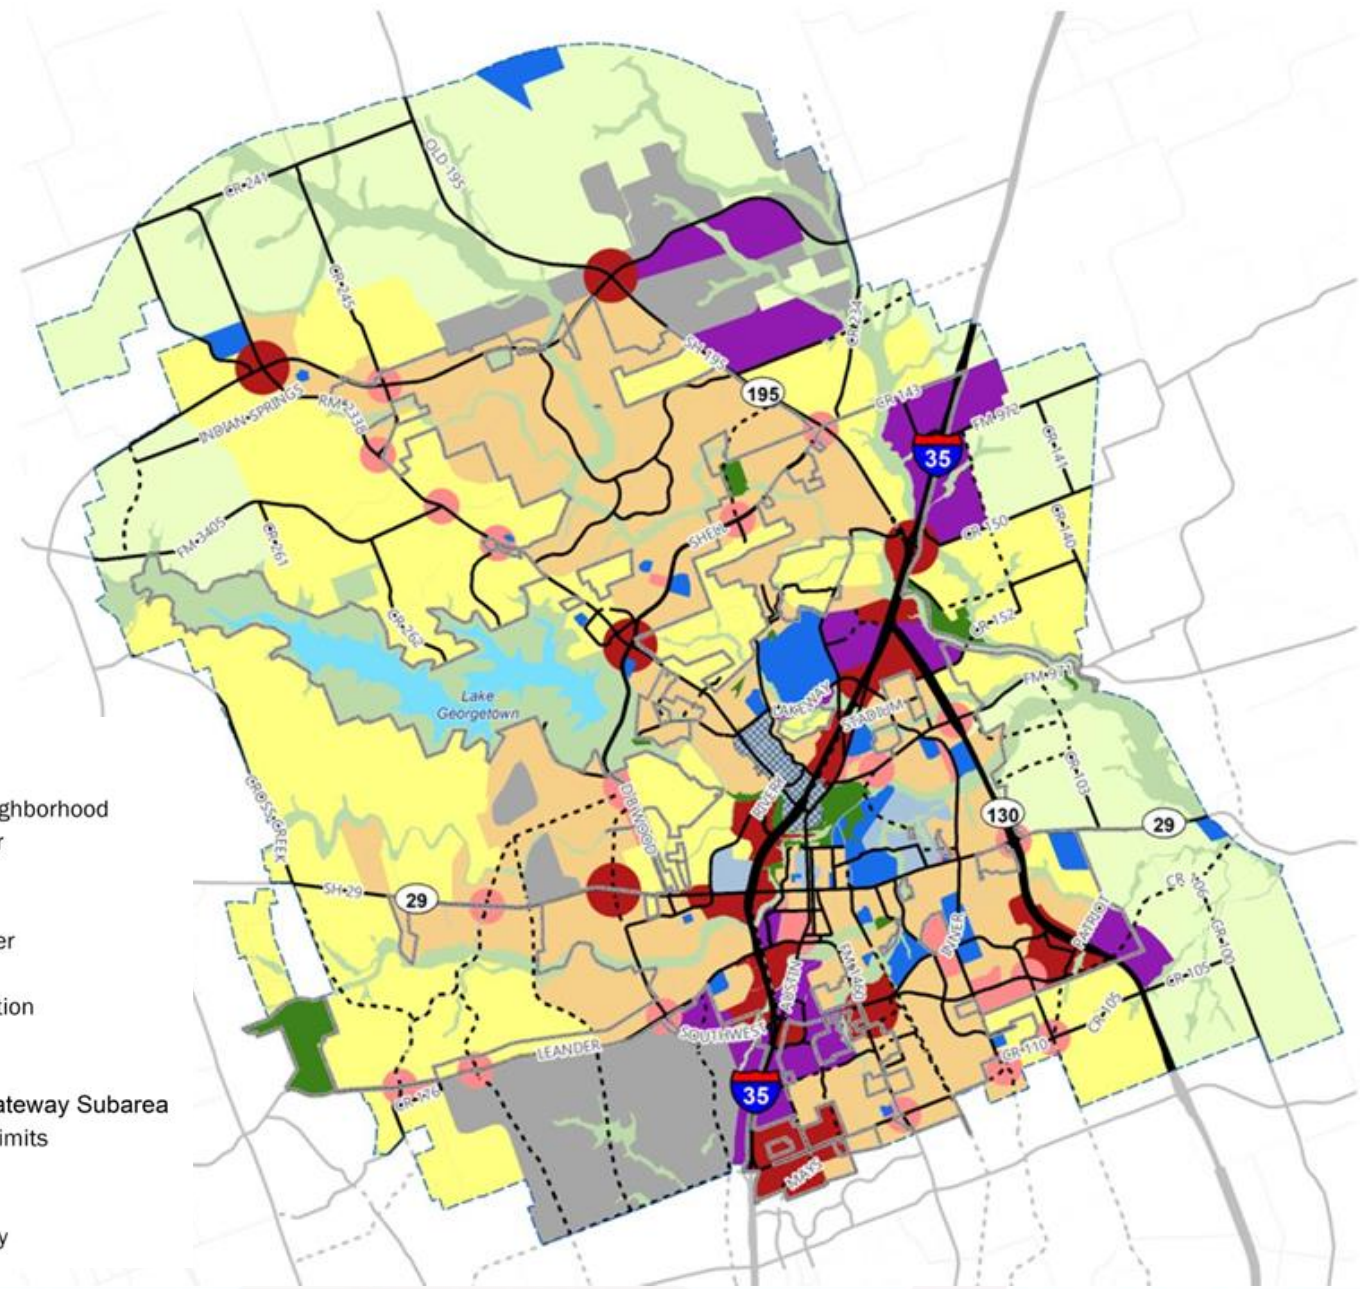 OLD 195
CR 241
CR 245
SH 195
CR 234
195
CR 143
FM 972
35
CR 141
INDIAN SPRINGS
RM 2338
CR 150
CR 140
FM 3405
CR 261
SHELL
CR 262
CR 152
FM 971
Lake
Georgetown
LAKEWAY
STADIUM
CR 103
RIVERY
D B WOOD
CROSS CREEK
130
29
SH 29
29
CR 106
CR 100
PATRIOT
INNER
FM 1460
AUSTIN
CR 105
CR 105
SOUTHWEST
LEANDER
CR 110
CR 176
35
MAYS
ghborhood
r
er
tion
ateway Subarea
imits
y